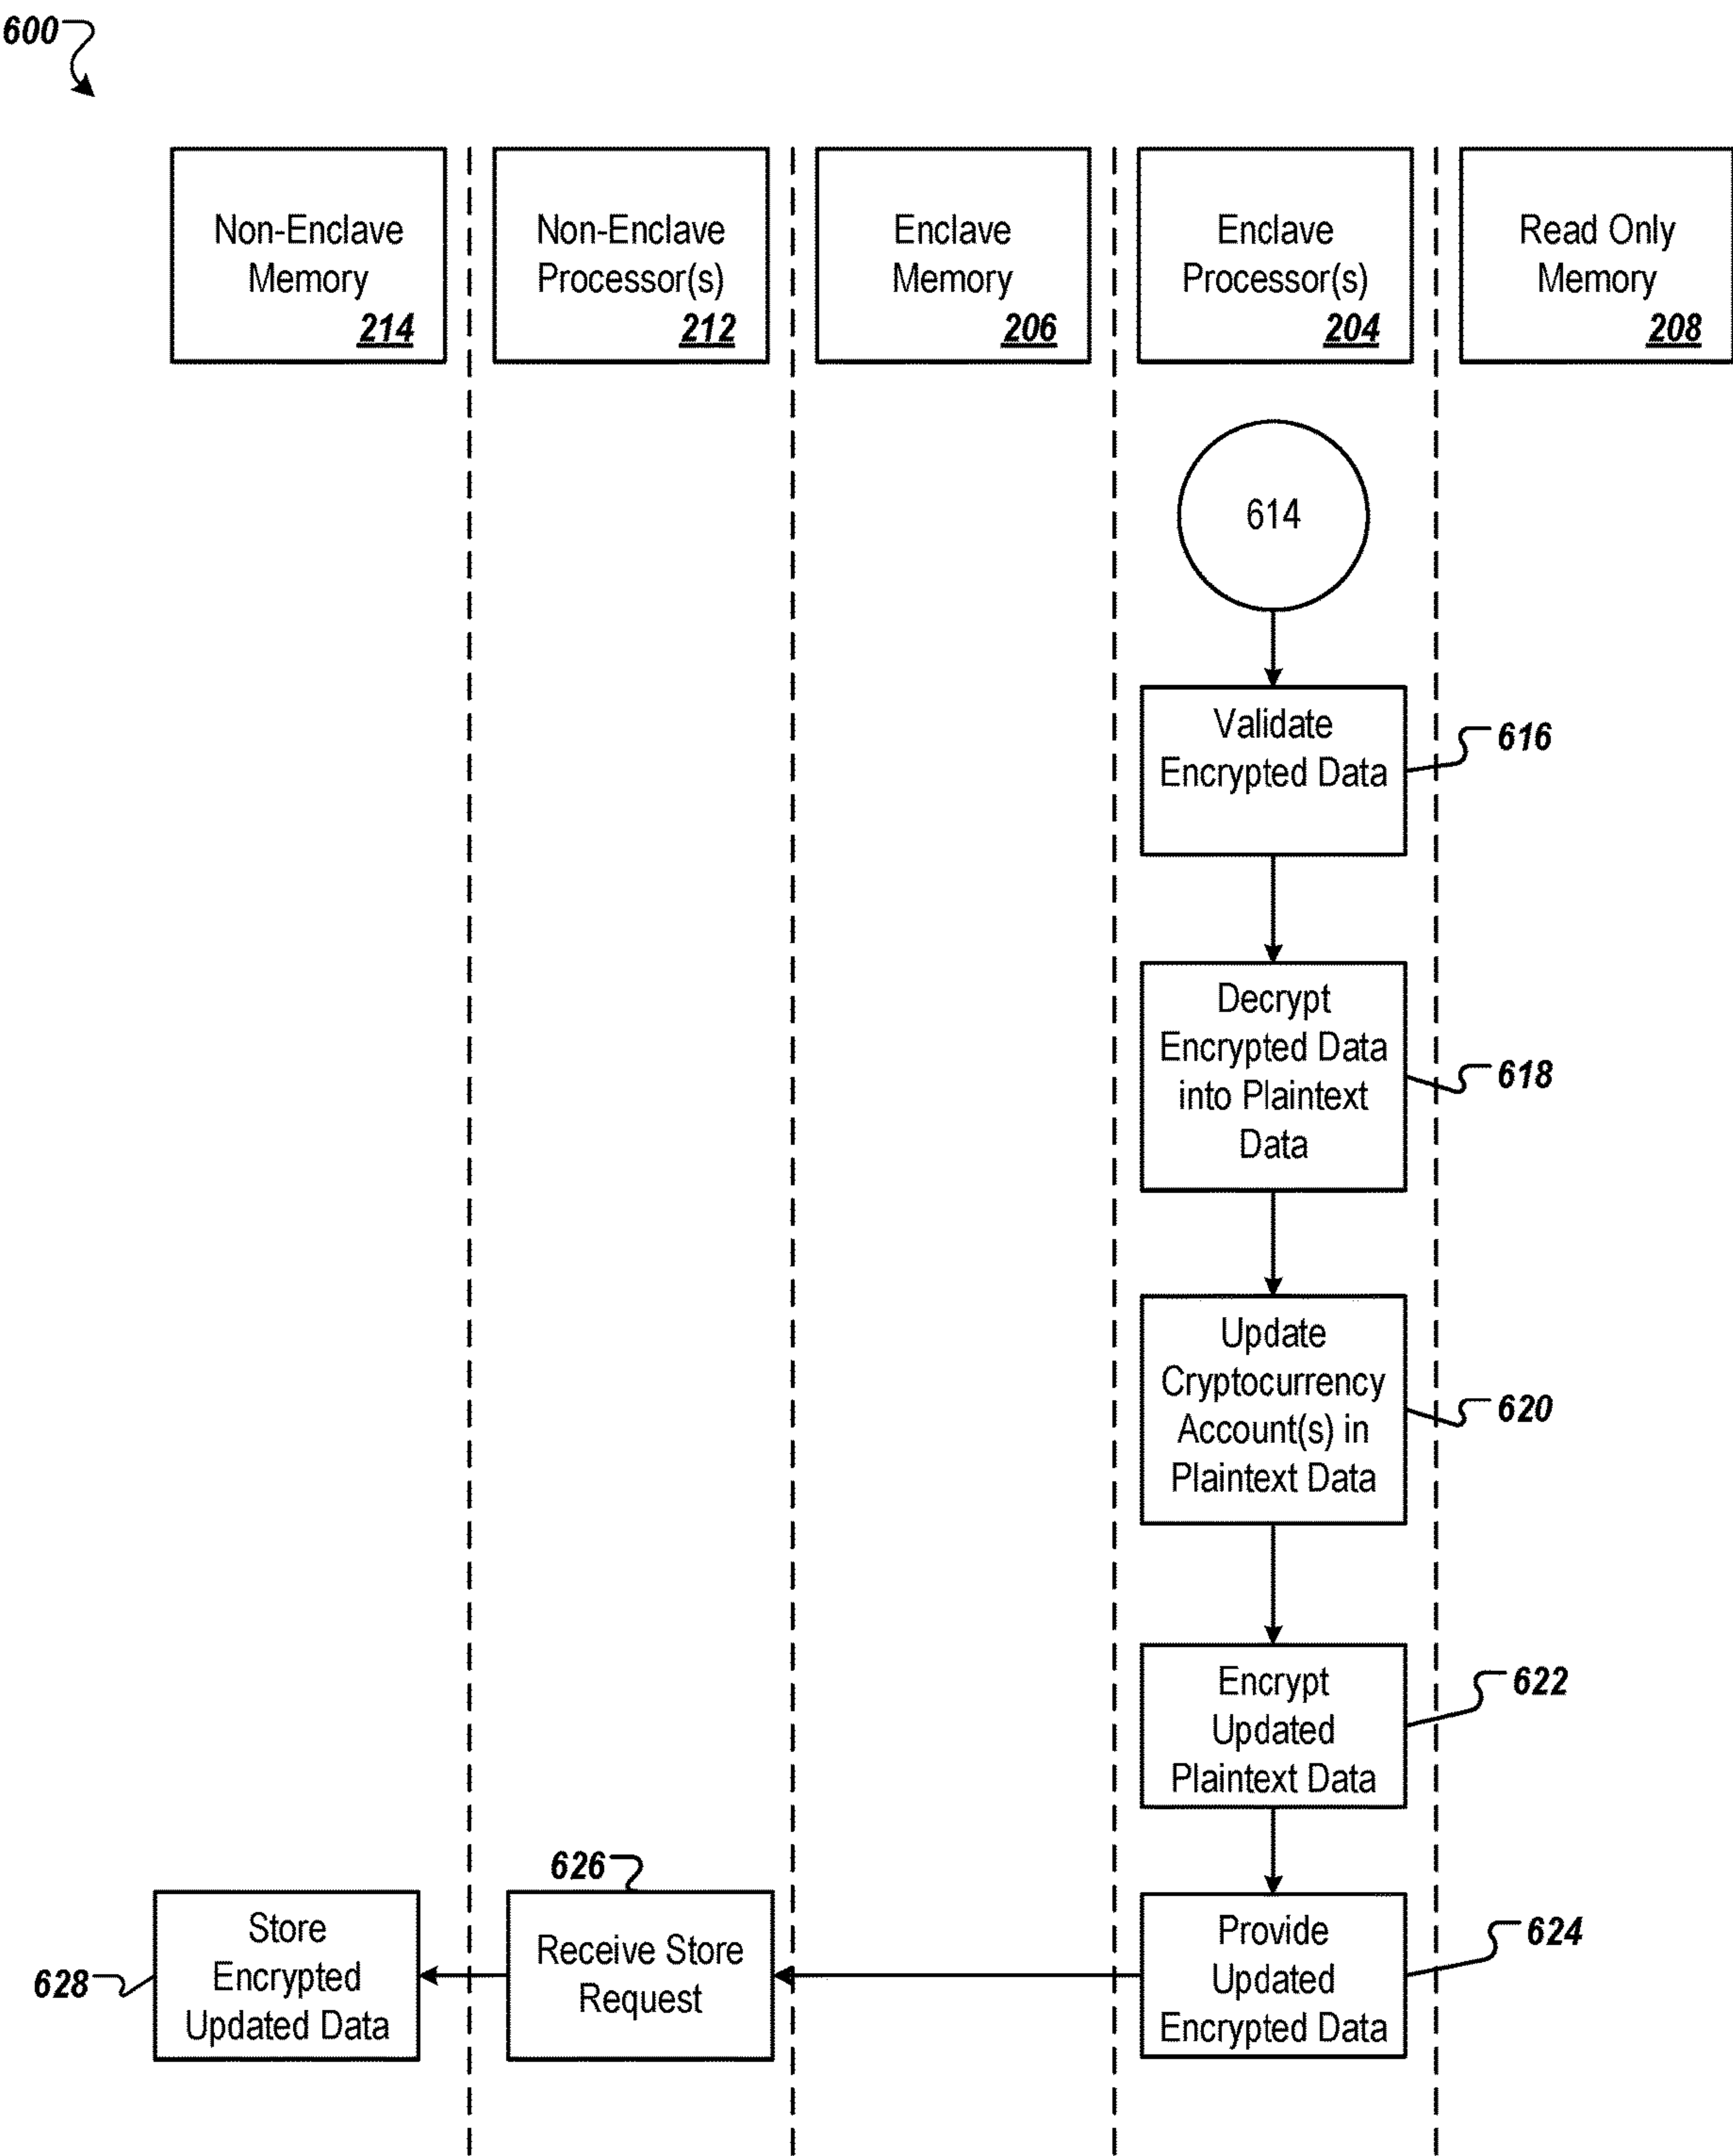 600
Non-Enclave
Memory
214
Non-Enclave
Processor(s)
212
Enclave
Memory
206
Enclave
Processor(s)
204
Read Only
Memory
208
614
Validate
Encrypted Data
616
Decrypt
Encrypted Data
into Plaintext
Data
618
Update
Cryptocurrency
Account(s) in
Plaintext Data
620
Encrypt
Updated
Plaintext Data
622
Provide
Updated
Encrypted Data
624
626
Receive Store
Request
Store
Encrypted
Updated Data
628